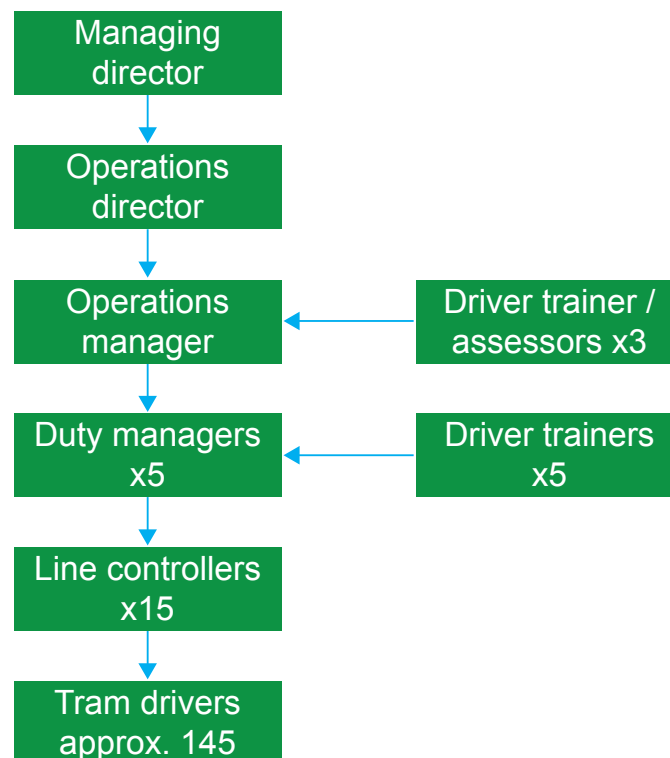 Managing
director
Operations
director
Operations
manager
Driver trainer /
assessors x3
Duty managers
x5
Driver trainers
x5
Line controllers
x15
Tram drivers
approx. 145